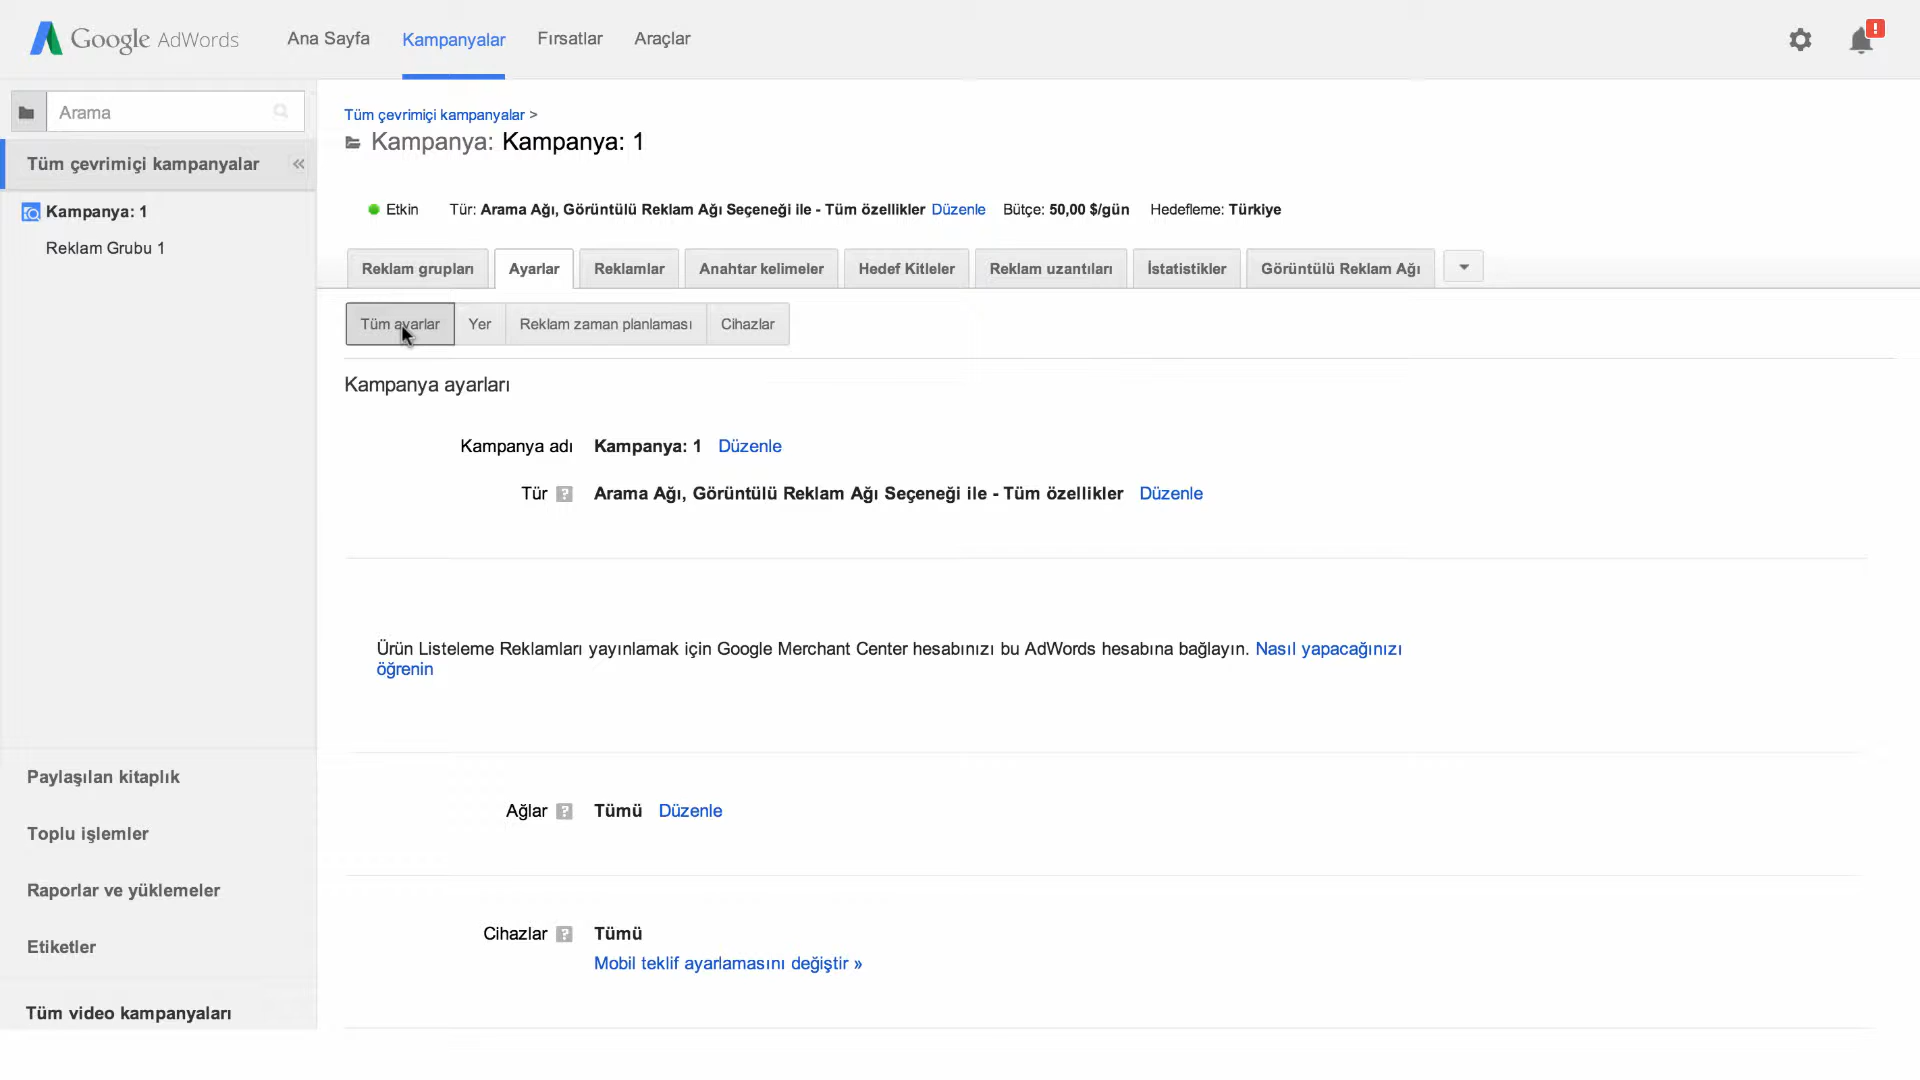 Google AdWords
Ana Sayfa
Kampanyalar
Fırsatlar
Araçlar
!
Arama
Tüm çevrimiçi kampanyalar «
Kampanya: 1
Reklam Grubu 1
Paylaşılan kitaplık
Toplu işlemler
Raporlar ve yüklemeler
Etiketler
Tüm video kampanyaları
Tüm çevrimiçi kampanyalar >
Kampanya: Kampanya: 1
Etkin Tür: Arama Ağı, Görüntülü Reklam Ağı Seçeneği ile - Tüm özellikler Düzenle Bütçe: 50,00 $/gün Hedefleme: Türkiye
Reklam grupları Ayarlar Reklamlar Anahtar kelimeler Hedef Kitleler Reklam uzantıları İstatistikler Görüntülü Reklam Ağı
Tüm ayarlar Yer Reklam zaman planlaması Cihazlar
Kampanya ayarları
Kampanya adı Kampanya: 1 Düzenle
Tür ? Arama Ağı, Görüntülü Reklam Ağı Seçeneği ile - Tüm özellikler Düzenle
Ürün Listeleme Reklamları yayınlamak için Google Merchant Center hesabınızı bu AdWords hesabına bağlayın. Nasıl yapacağınızı
öğrenin
Ağlar ? Tümü Düzenle
Cihazlar ? Tümü
Mobil teklif ayarlamasını değiştir »